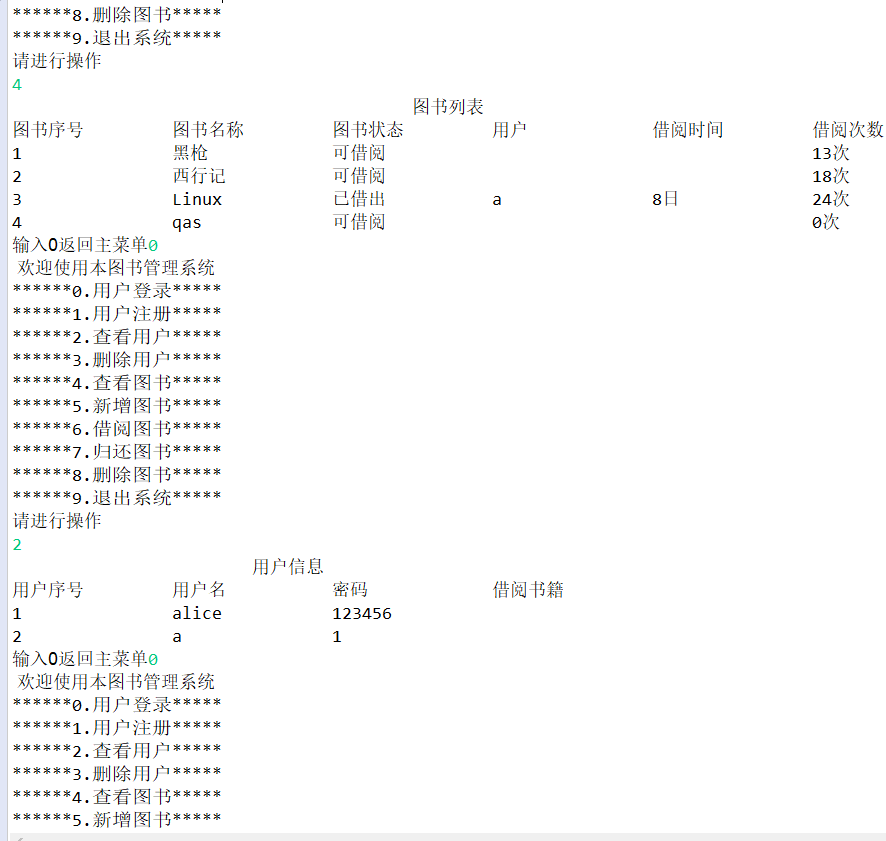 ******8.删除图书*****
******9.退出系统*****
请进行操作
4
图书列表
图书序号 图书名称 图书状态 用户 借阅时间 借阅次数
1 黑枪 可借阅 13次
2 西行记 可借阅 18次
3 Linux 已借出 a 8日 24次
4 qas 可借阅 0次
输入0返回主菜单0
欢迎使用本图书管理系统
******0.用户登录*****
******1.用户注册*****
******2.查看用户*****
******3.删除用户*****
******4.查看图书*****
******5.新增图书*****
******6.借阅图书*****
******7.归还图书*****
******8.删除图书*****
******9.退出系统*****
请进行操作
2
用户信息
用户序号 用户名 密码 借阅书籍
1 alice 123456
2 a 1
输入0返回主菜单0
欢迎使用本图书管理系统
******0.用户登录*****
******1.用户注册*****
******2.查看用户*****
******3.删除用户*****
******4.查看图书*****
******5.新增图书*****